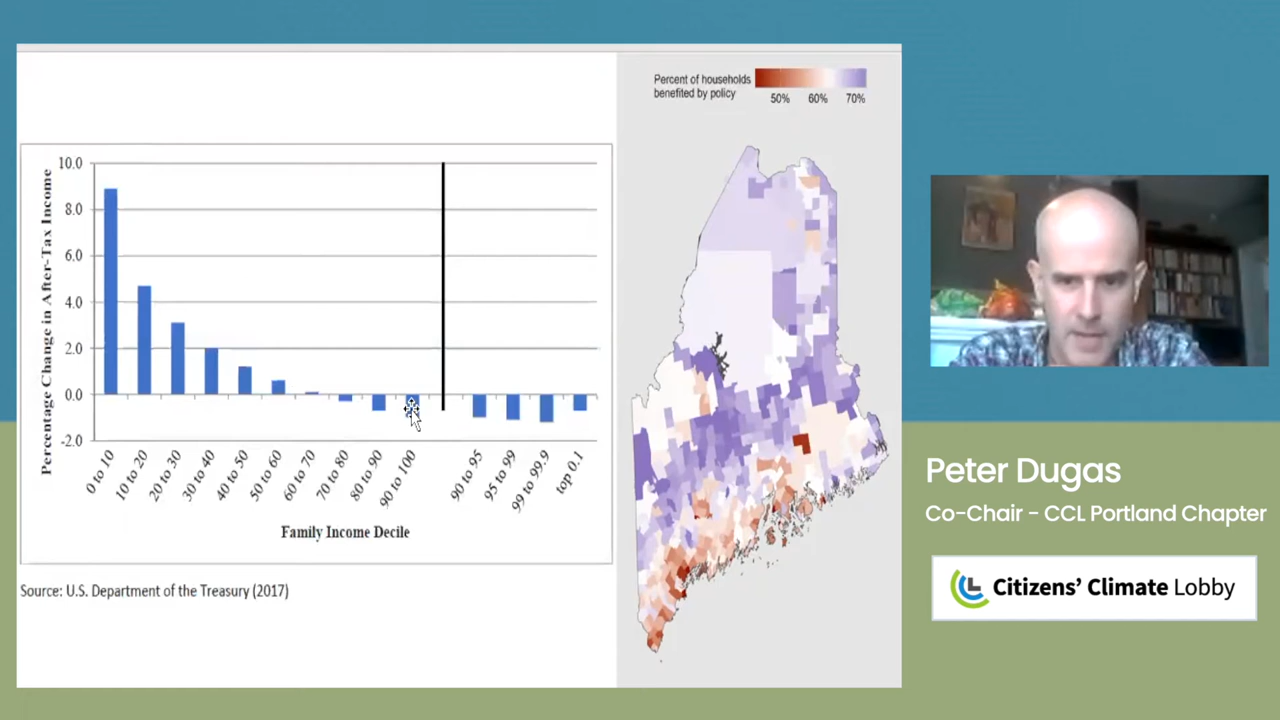 Percentage Change in After-Tax Income
10.0
8.0
6.0
4.0
2.0
0.0
-2.0
0 to 10
10 to 20
20 to 30
30 to 40
40 to 50
50 to 60
60 to 70
70 to 80
80 to 90
90 to 100
90 to 95
95 to 99
99 to 99.9
top 0.1
Family Income Decile
Source: U.S. Department of the Treasury (2017)
Percent of households
benefited by policy
50%
60%
70%
Peter Dugas
Co-Chair - CCL Portland Chapter
Citizens' Climate Lobby